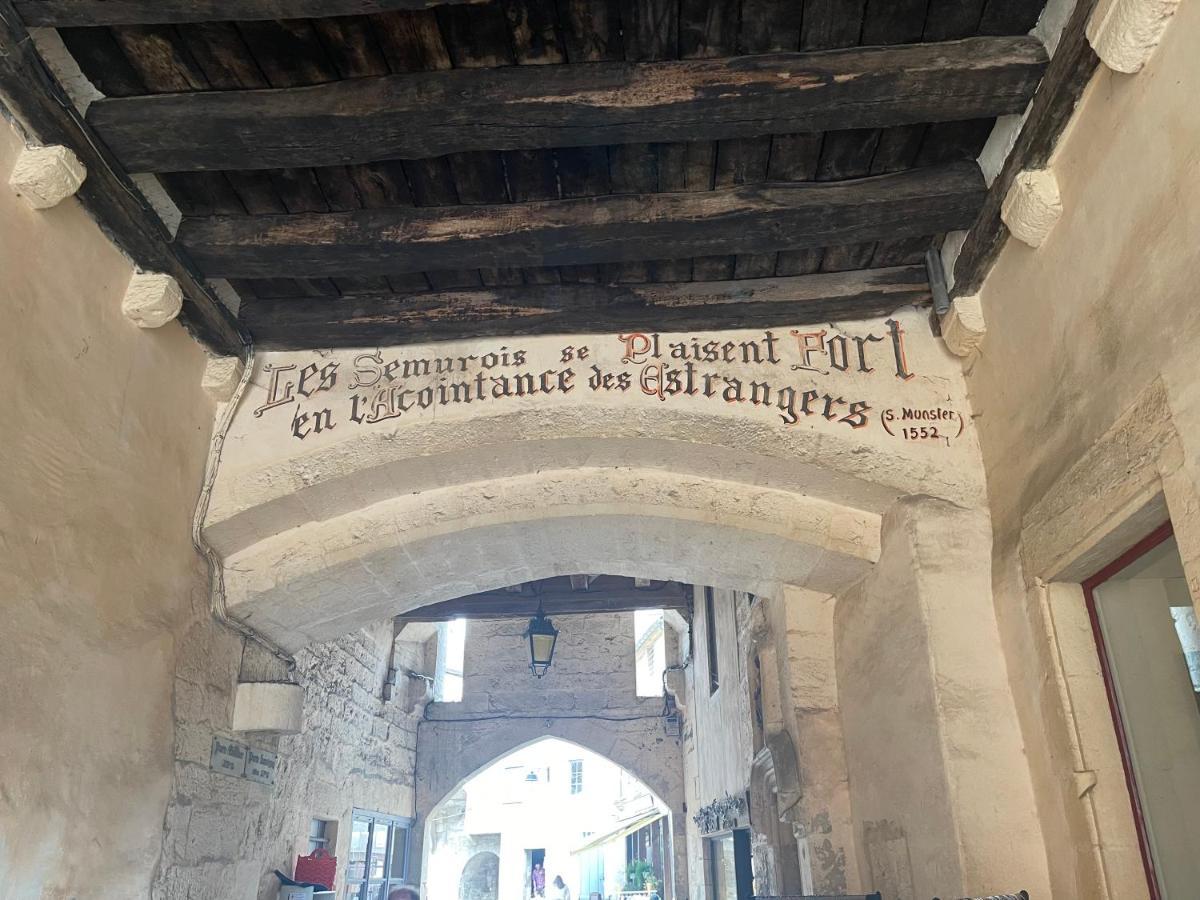 Les Semurois se Plaisent Fort
en l'Acointance des Estrangers
(S. Munster
1552)